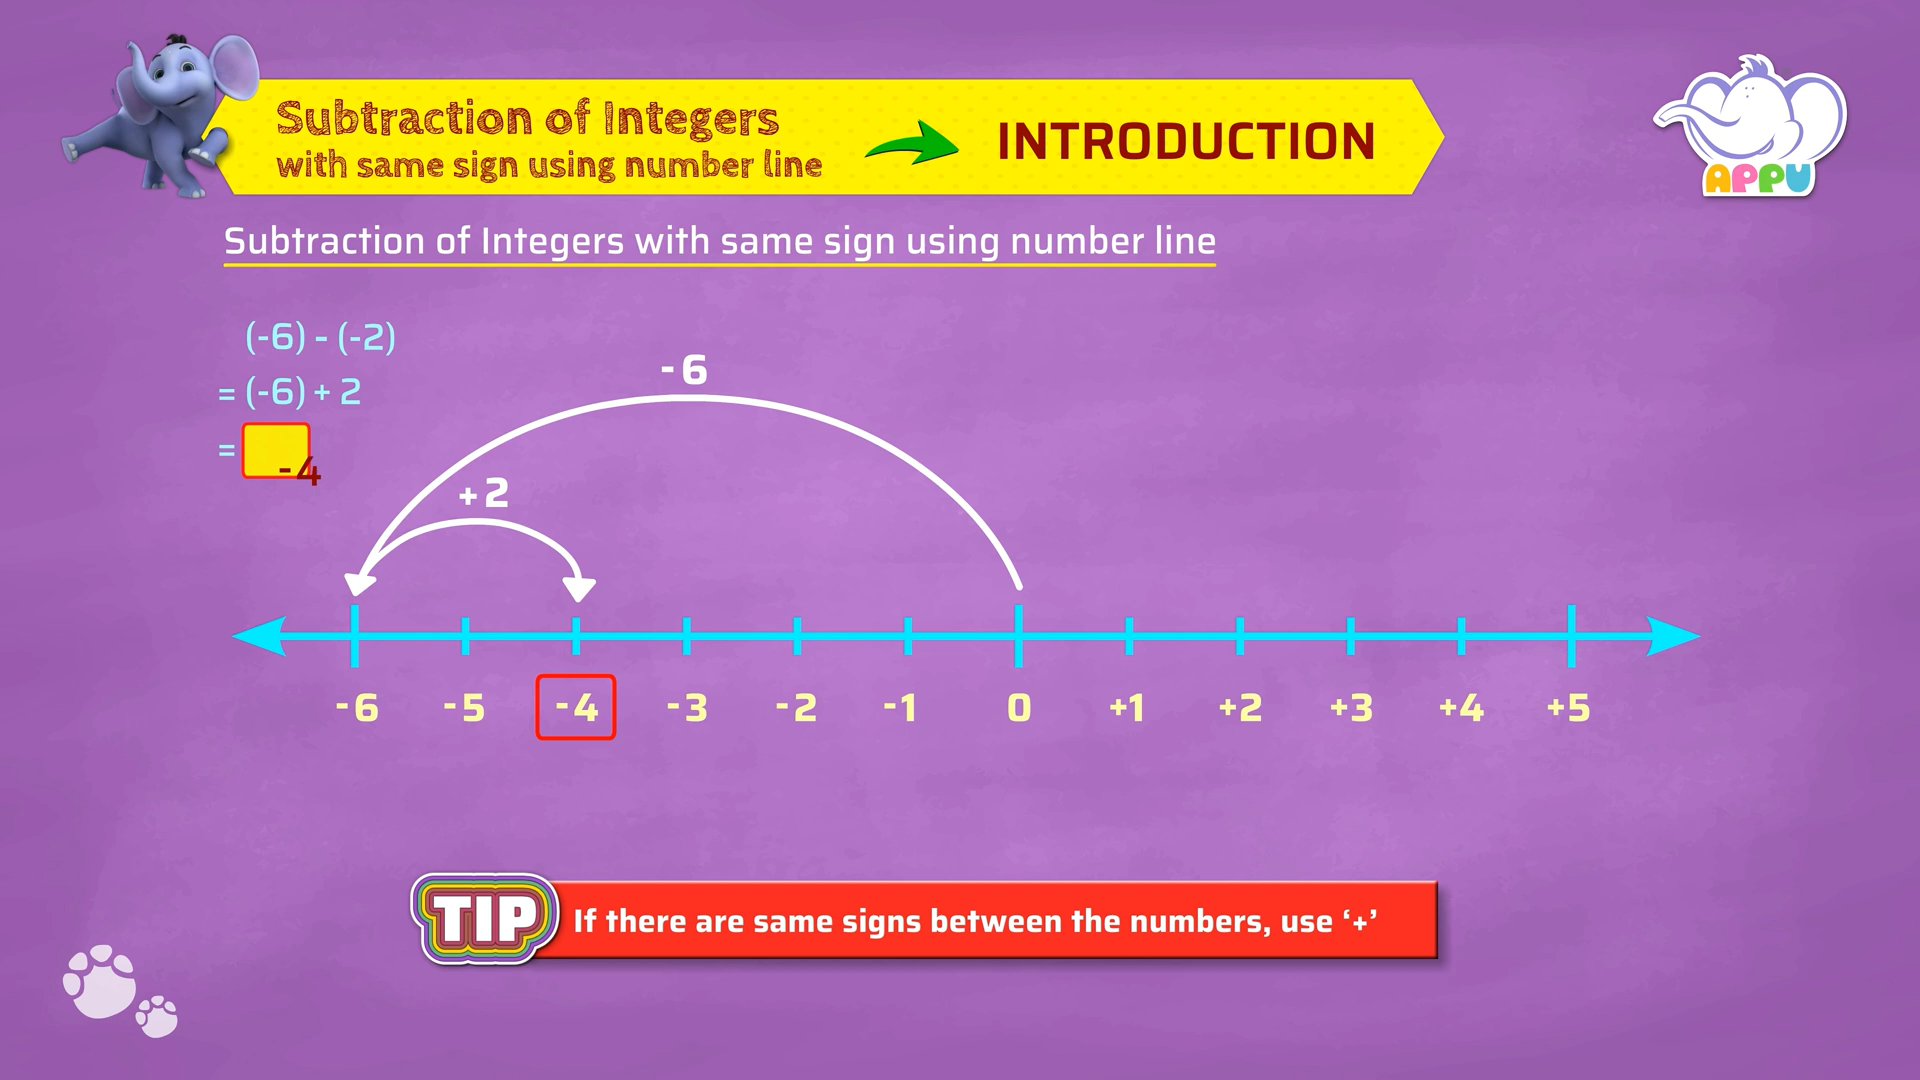 Subtraction of Integers
with same sign using number line
INTRODUCTION
APPU
Subtraction of Integers with same sign using number line
(-6) - (-2)
= (-6) + 2
= -4
-6
+2
-6 -5 -4 -3 -2 -1 0 +1 +2 +3 +4 +5
TIP If there are same signs between the numbers, use ‘+’